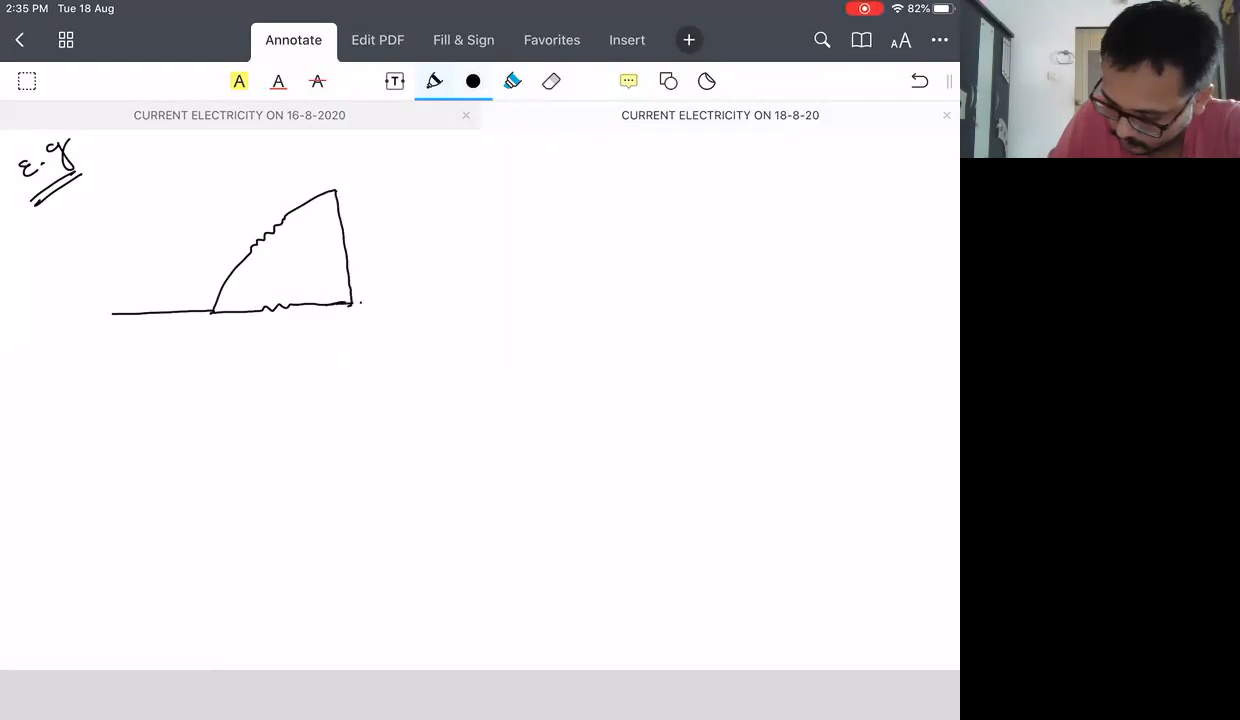 2:35 PM Tue 18 Aug 82%
Annotate Edit PDF Fill & Sign Favorites Insert
AA
A A A T
CURRENT ELECTRICITY ON 16-8-2020 CURRENT ELECTRICITY ON 18-8-20
e.g